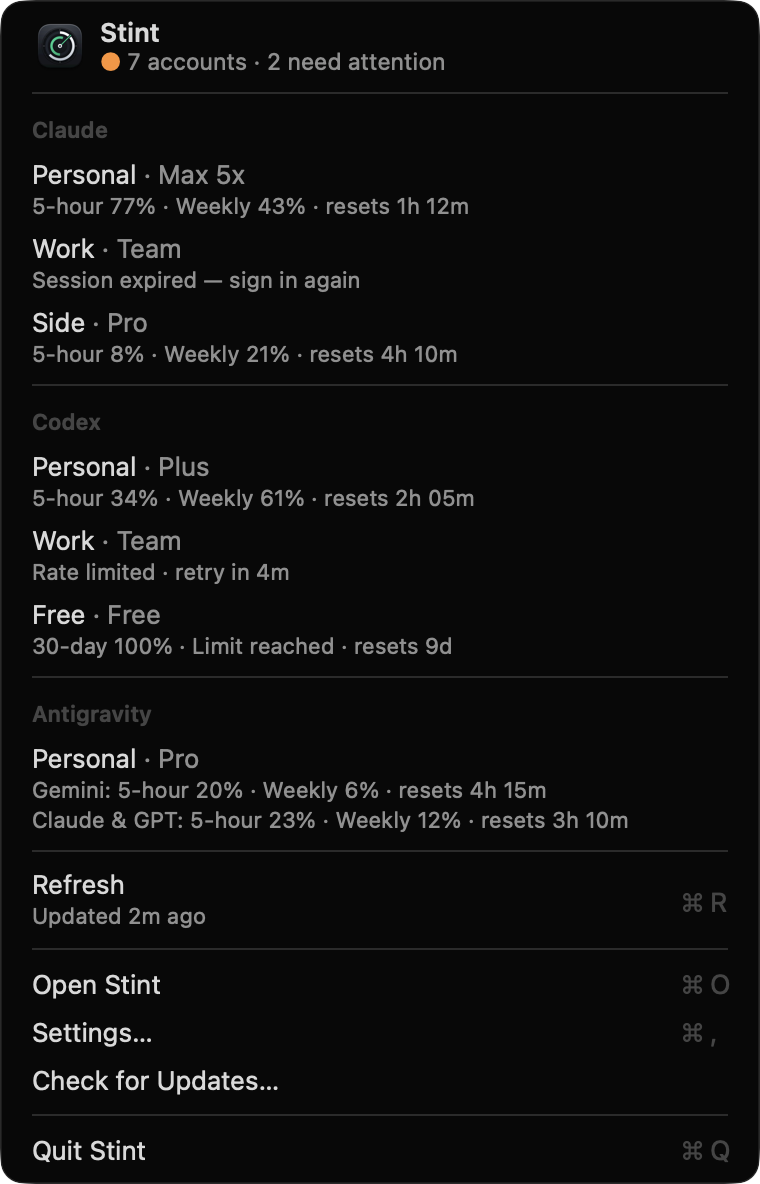 Stint
7 accounts · 2 need attention
Claude
Personal · Max 5x
5-hour 77% · Weekly 43% · resets 1h 12m
Work · Team
Session expired — sign in again
Side · Pro
5-hour 8% · Weekly 21% · resets 4h 10m
Codex
Personal · Plus
5-hour 34% · Weekly 61% · resets 2h 05m
Work · Team
Rate limited · retry in 4m
Free · Free
30-day 100% · Limit reached · resets 9d
Antigravity
Personal · Pro
Gemini: 5-hour 20% · Weekly 6% · resets 4h 15m
Claude & GPT: 5-hour 23% · Weekly 12% · resets 3h 10m
Refresh
Updated 2m ago
⌘ R
Open Stint ⌘ O
Settings... ⌘ ,
Check for Updates...
Quit Stint ⌘ Q